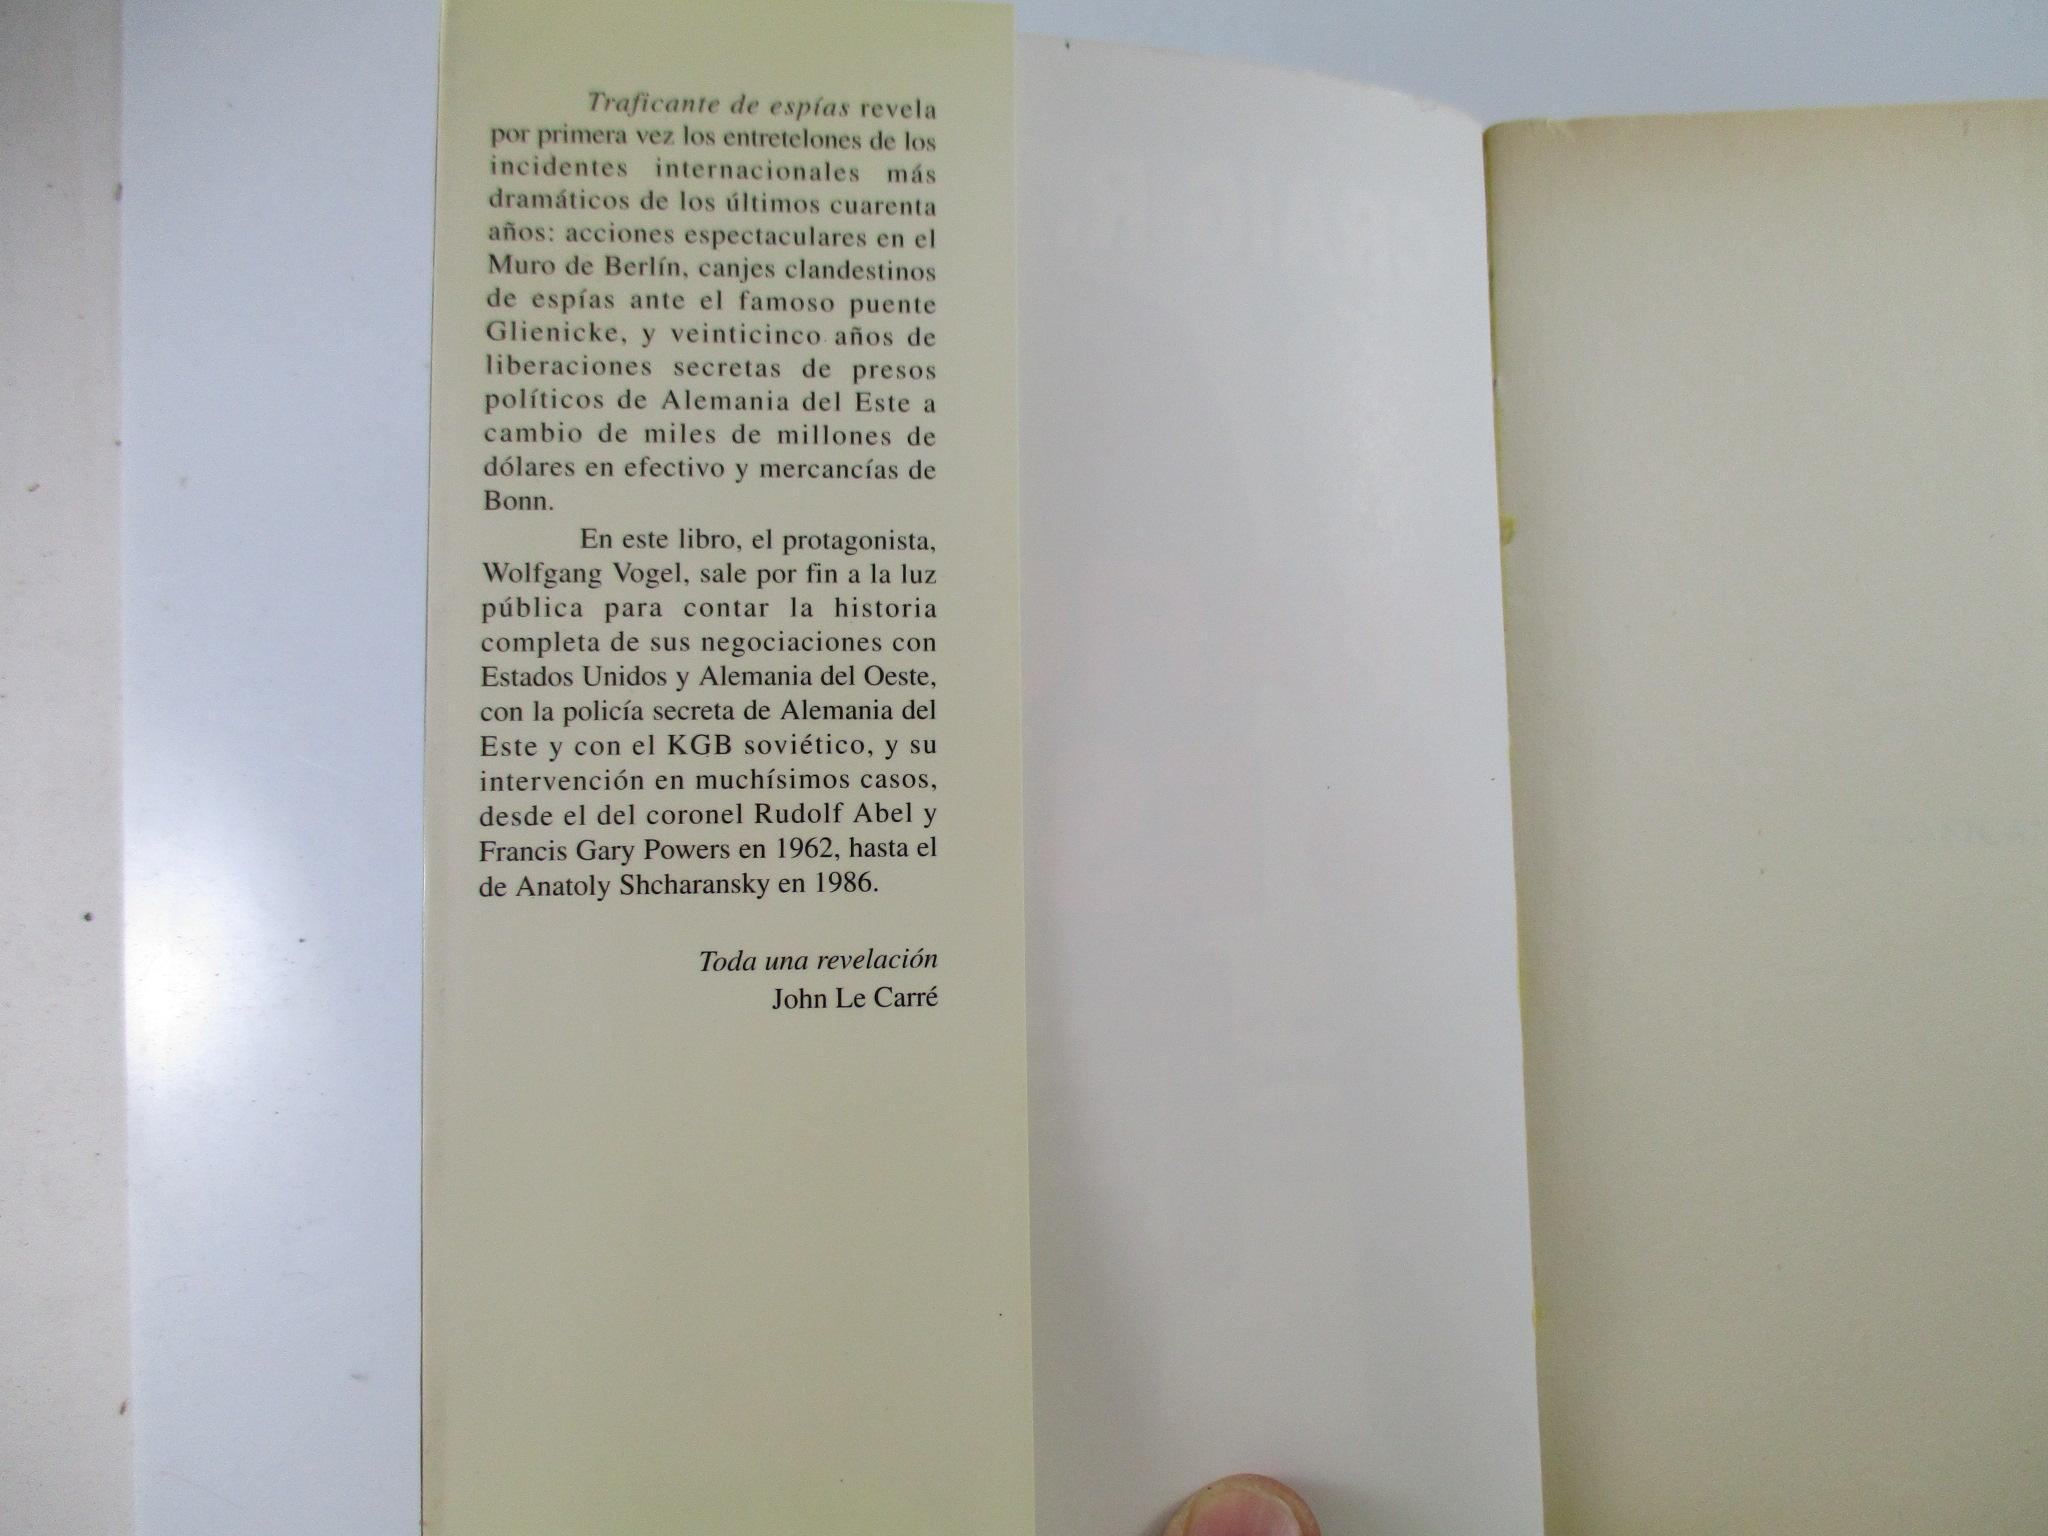 Traficante de espías revela
por primera vez los entretelones de los
incidentes internacionales más
dramáticos de los últimos cuarenta
años: acciones espectaculares en el
Muro de Berlín, canjes clandestinos
de espías ante el famoso puente
Glienicke, y veinticinco años de
liberaciones secretas de presos
políticos de Alemania del Este a
cambio de miles de millones de
dólares en efectivo y mercancías de
Bonn.
En este libro, el protagonista,
Wolfgang Vogel, sale por fin a la luz
pública para contar la historia
completa de sus negociaciones con
Estados Unidos y Alemania del Oeste,
con la policía secreta de Alemania del
Este y con el KGB soviético, y su
intervención en muchísimos casos,
desde el del coronel Rudolf Abel y
Francis Gary Powers en 1962, hasta el
de Anatoly Shcharansky en 1986.
Toda una revelación
John Le Carré